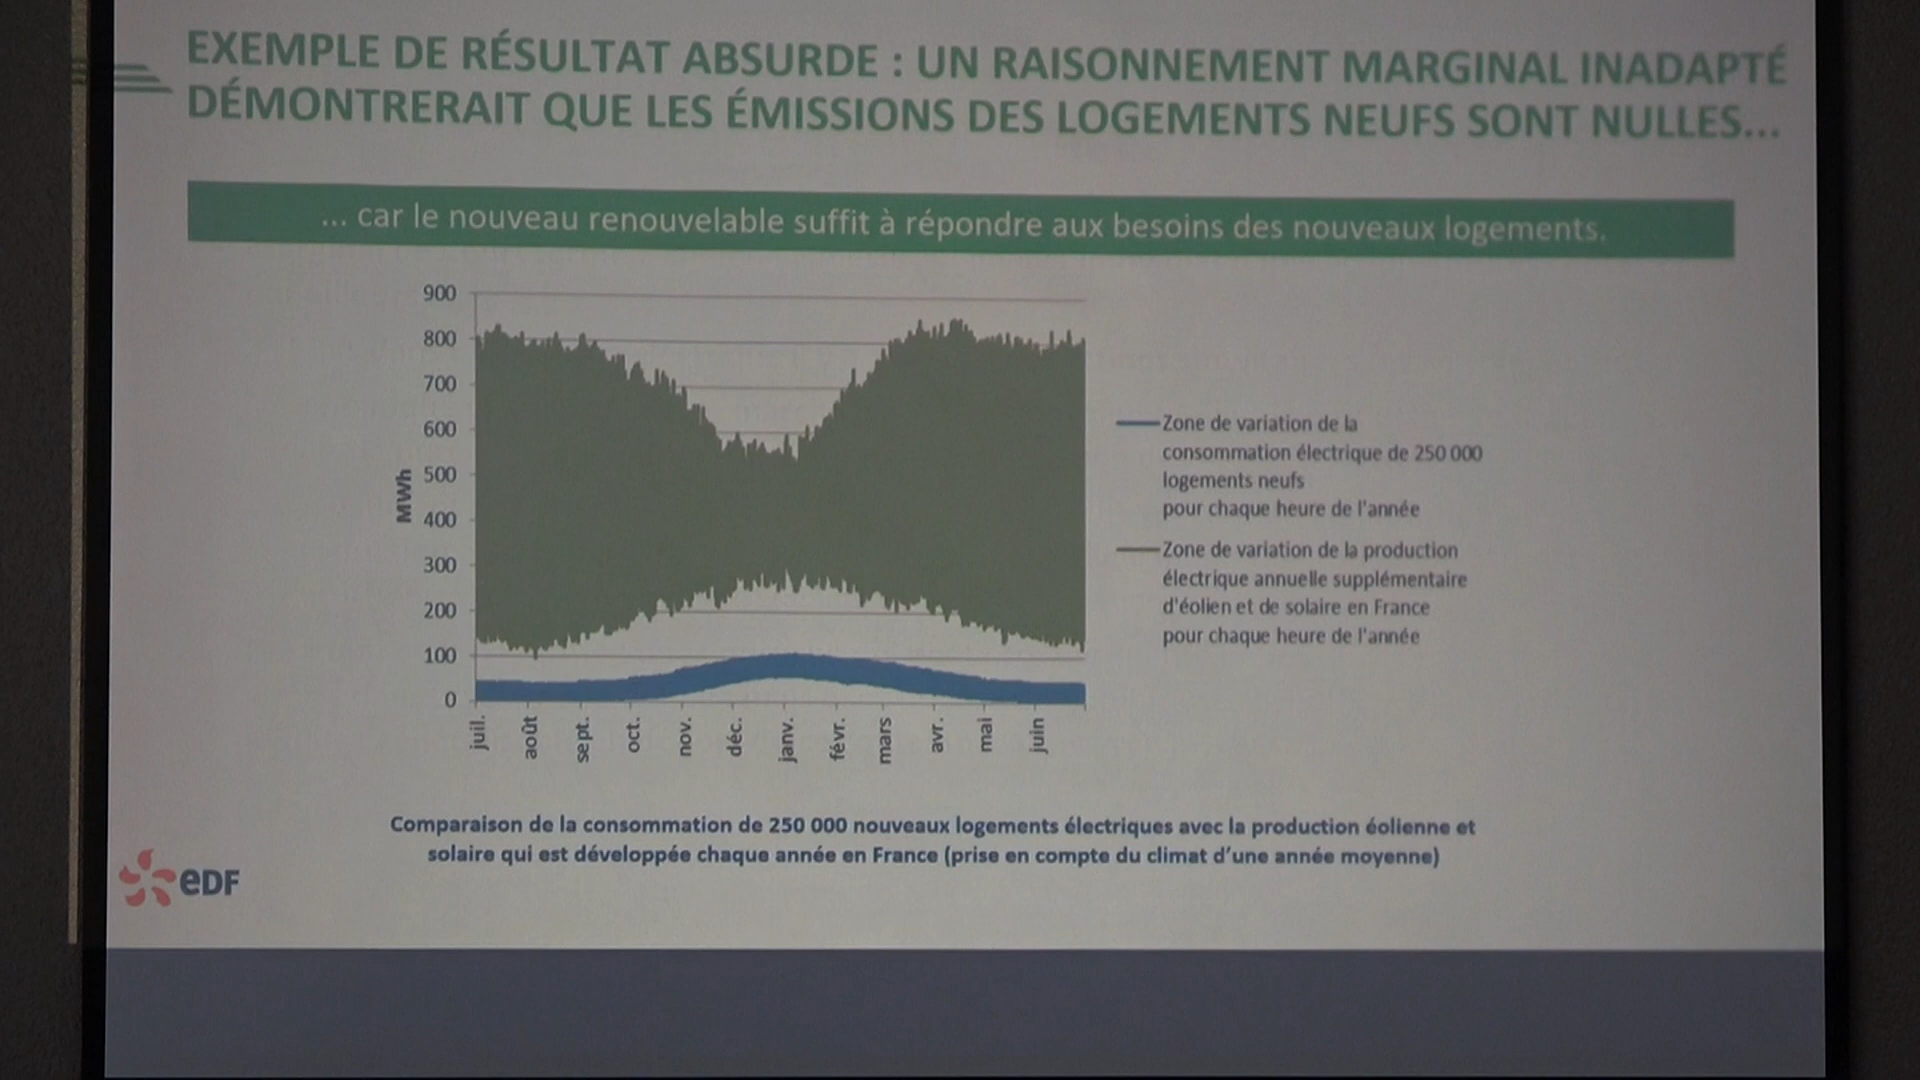 EXEMPLE DE RÉSULTAT ABSURDE : UN RAISONNEMENT MARGINAL INADAPTÉ
DÉMONTRERAIT QUE LES ÉMISSIONS DES LOGEMENTS NEUFS SONT NULLES...
... car le nouveau renouvelable suffit à répondre aux besoins des nouveaux logements.
900
800
700
600
500
400
300
200
100
0
MWh
juil.
août
sept.
oct.
nov.
déc.
janv.
févr.
mars
avr.
mai
juin
Zone de variation de la
consommation électrique de 250 000
logements neufs
pour chaque heure de l'année
Zone de variation de la production
électrique annuelle supplémentaire
d'éolien et de solaire en France
pour chaque heure de l'année
Comparaison de la consommation de 250 000 nouveaux logements électriques avec la production éolienne et
solaire qui est développée chaque année en France (prise en compte du climat d’une année moyenne)
eDF